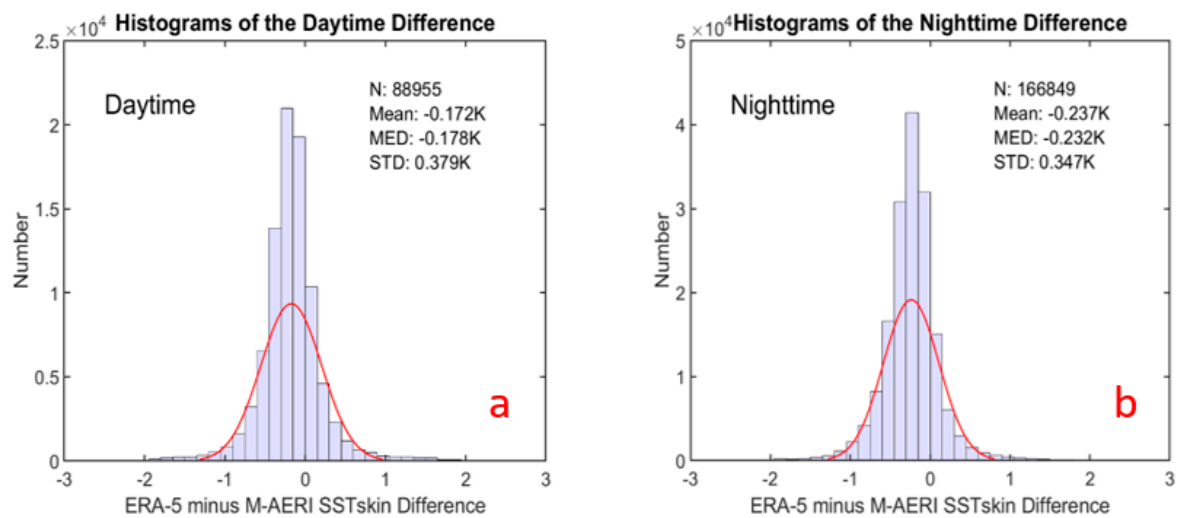 ×10⁴ Histograms of the Daytime Difference
2.5
2
1.5
1
0.5
0
Number
Daytime
N: 88955
Mean: -0.172K
MED: -0.178K
STD: 0.379K
a
-3 -2 -1 0 1 2 3
ERA-5 minus M-AERI SSTskin Difference
×10⁴ Histograms of the Nighttime Difference
5
4
3
2
1
0
Number
Nighttime
N: 166849
Mean: -0.237K
MED: -0.232K
STD: 0.347K
b
-3 -2 -1 0 1 2 3
ERA-5 minus M-AERI SSTskin Difference